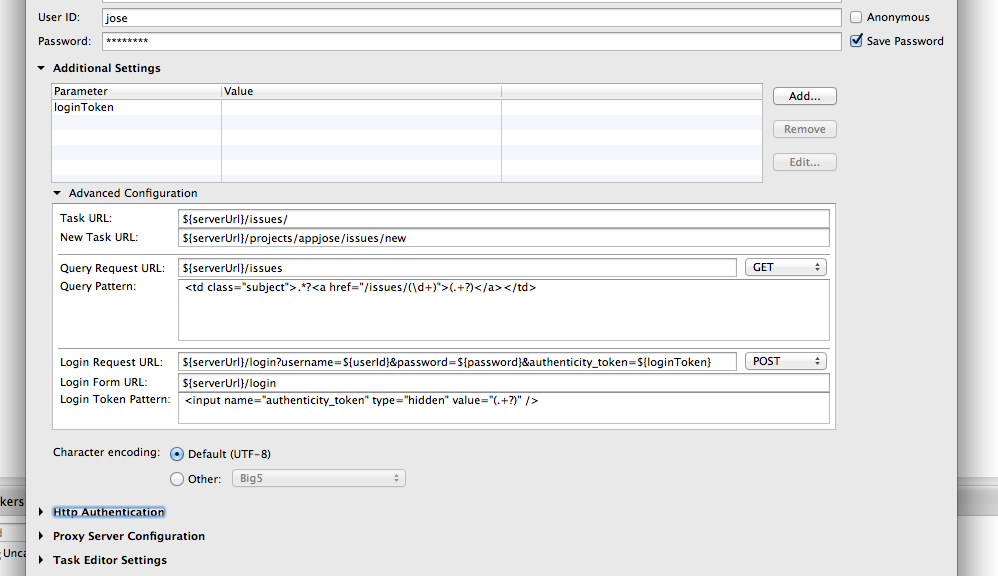 User ID: jose Anonymous
Password: ******** Save Password
Additional Settings
Parameter Value
loginToken Add...
Remove
Edit...
Advanced Configuration
Task URL: ${serverUrl}/issues/
New Task URL: ${serverUrl}/projects/appjose/issues/new
Query Request URL: ${serverUrl}/issues GET
Query Pattern: <td class="subject">.*?<a href="/issues/(\d+)">(.+?)</a></td>
Login Request URL: ${serverUrl}/login?username=${userId}&password=${password}&authenticity_token=${loginToken} POST
Login Form URL: ${serverUrl}/login
Login Token Pattern: <input name="authenticity_token" type="hidden" value="(.+?)" />
Character encoding: Default (UTF-8)
Other: Big5
kers
Http Authentication
Proxy Server Configuration
Unca
Task Editor Settings